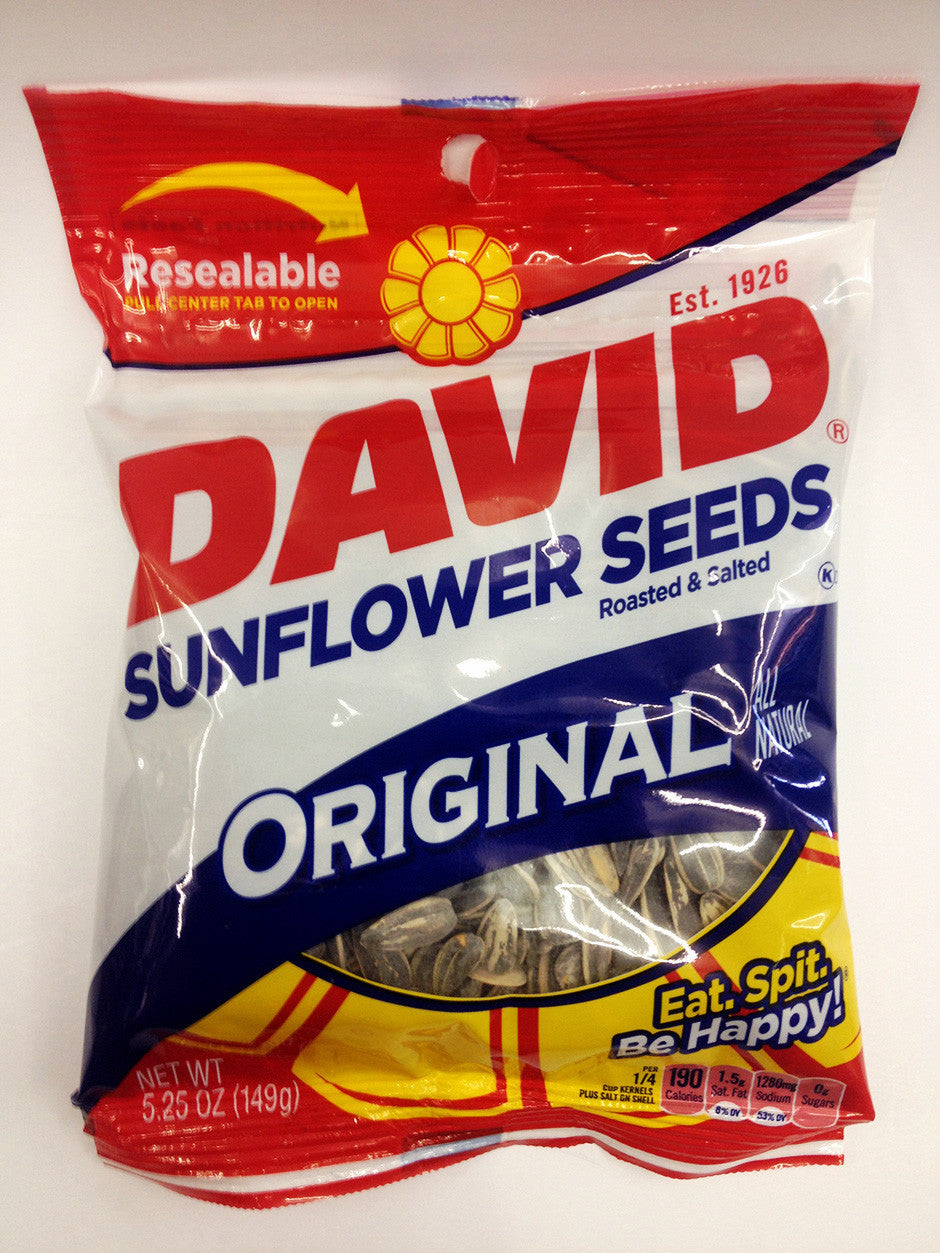 Resealable
PULL CENTER TAB TO OPEN
Est. 1926
DAVID®
SUNFLOWER SEEDS
Roasted & Salted
K
ORIGINAL
ALL
NATURAL
Eat. Spit.
Be Happy!®
NET WT
5.25 OZ (149g)
PER
1/4
CUP KERNELS
PLUS SALT ON SHELL
190
Calories
1.5g
Sat. Fat
8% DV
1280mg
Sodium
53% DV
0g
Sugars